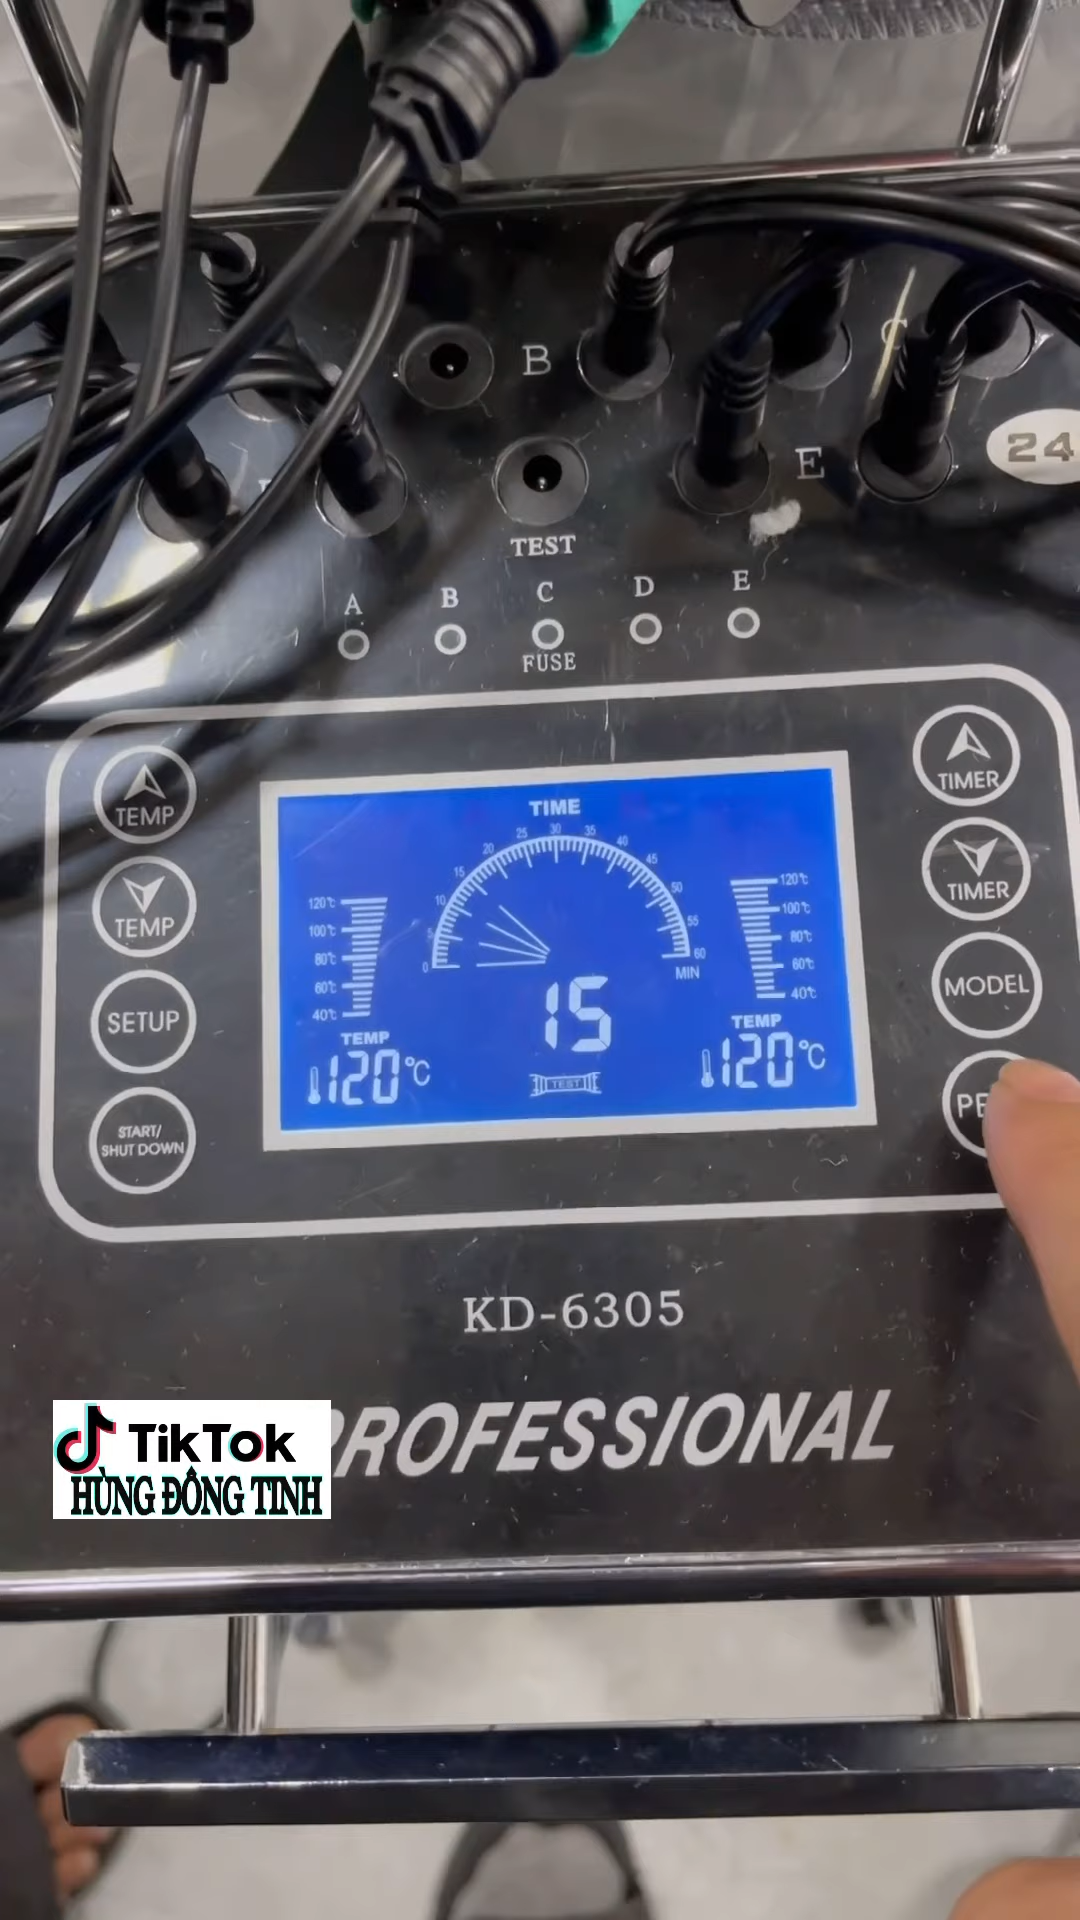 B
C
E
24
TEST
A B C D E
FUSE
TEMP
TEMP
SETUP
START/
SHUT DOWN
TIMER
TIMER
MODEL
TIME
0 5 10 15 20 25 30 35 40 45 50 55 60
MIN
120℃
100℃
80℃
60℃
40℃
TEMP
120℃
15
TEST
120℃
100℃
80℃
60℃
40℃
TEMP
120℃
KD-6305
PROFESSIONAL
TikTok
HÙNG ĐÔNG TINH